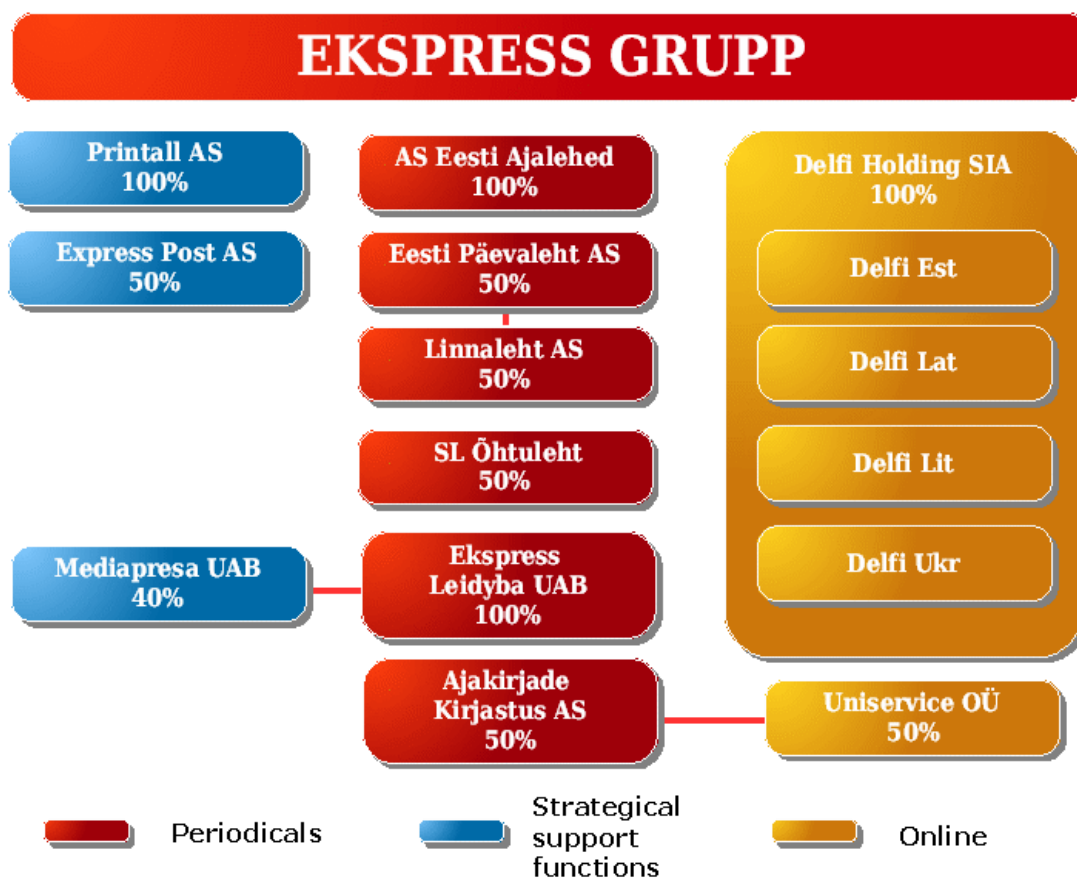 EKSPRESS GRUPP
Printall AS
100%
Express Post AS
50%
Mediapresa UAB
40%
AS Eesti Ajalehed
100%
Eesti Päevaleht AS
50%
Linnaleht AS
50%
SL Õhtuleht
50%
Ekspress
Leidyba UAB
100%
Ajakirjade
Kirjastus AS
50%
Delfi Holding SIA
100%
Delfi Est
Delfi Lat
Delfi Lit
Delfi Ukr
Uniservice OÜ
50%
Periodicals
Strategical
support
functions
Online